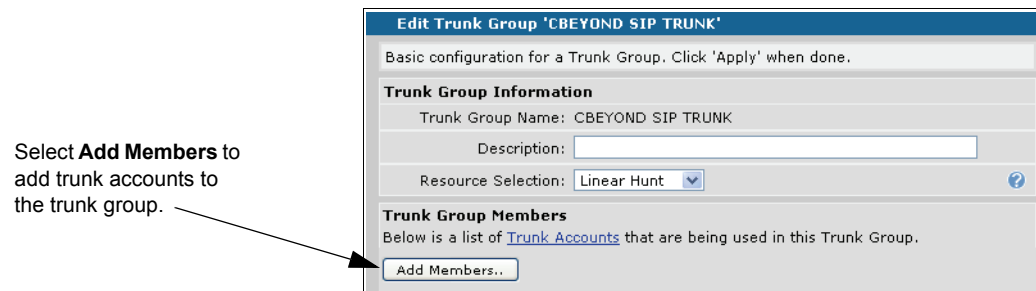 Edit Trunk Group 'CBEYOND SIP TRUNK'
Basic configuration for a Trunk Group. Click 'Apply' when done.
Trunk Group Information
Trunk Group Name: CBEYOND SIP TRUNK
Description:
Resource Selection: Linear Hunt
?
Select Add Members to
add trunk accounts to
the trunk group.
Trunk Group Members
Below is a list of Trunk Accounts that are being used in this Trunk Group.
Add Members..